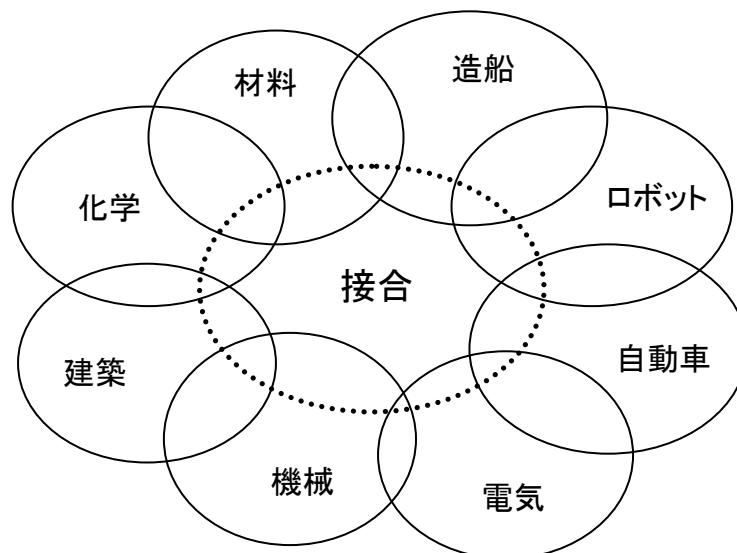 造船
材料
ロボット
化学
接合
自動車
建築
機械
電気